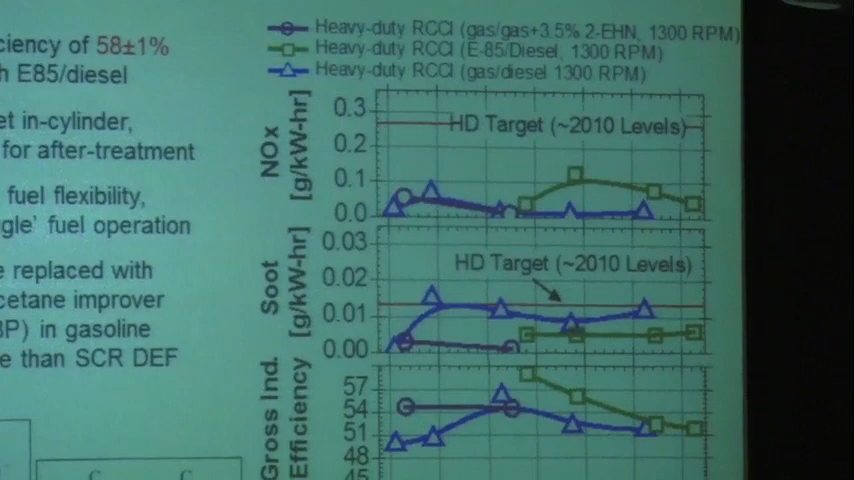 ciency of 58±1%
h E85/diesel
et in-cylinder,
for after-treatment
fuel flexibility,
gle' fuel operation
e replaced with
cetane improver
BP) in gasoline
e than SCR DEF
Heavy-duty RCCI (gas/gas+3.5% 2-EHN, 1300 RPM)
Heavy-duty RCCI (E-85/Diesel, 1300 RPM)
Heavy-duty RCCI (gas/diesel 1300 RPM)
NOx
[g/kW-hr]
0.3
0.2
0.1
0.0
HD Target (~2010 Levels)
Soot
[g/kW-hr]
0.03
0.02
0.01
0.00
HD Target (~2010 Levels)
Gross Ind.
Efficiency
57
54
51
48
45
C C